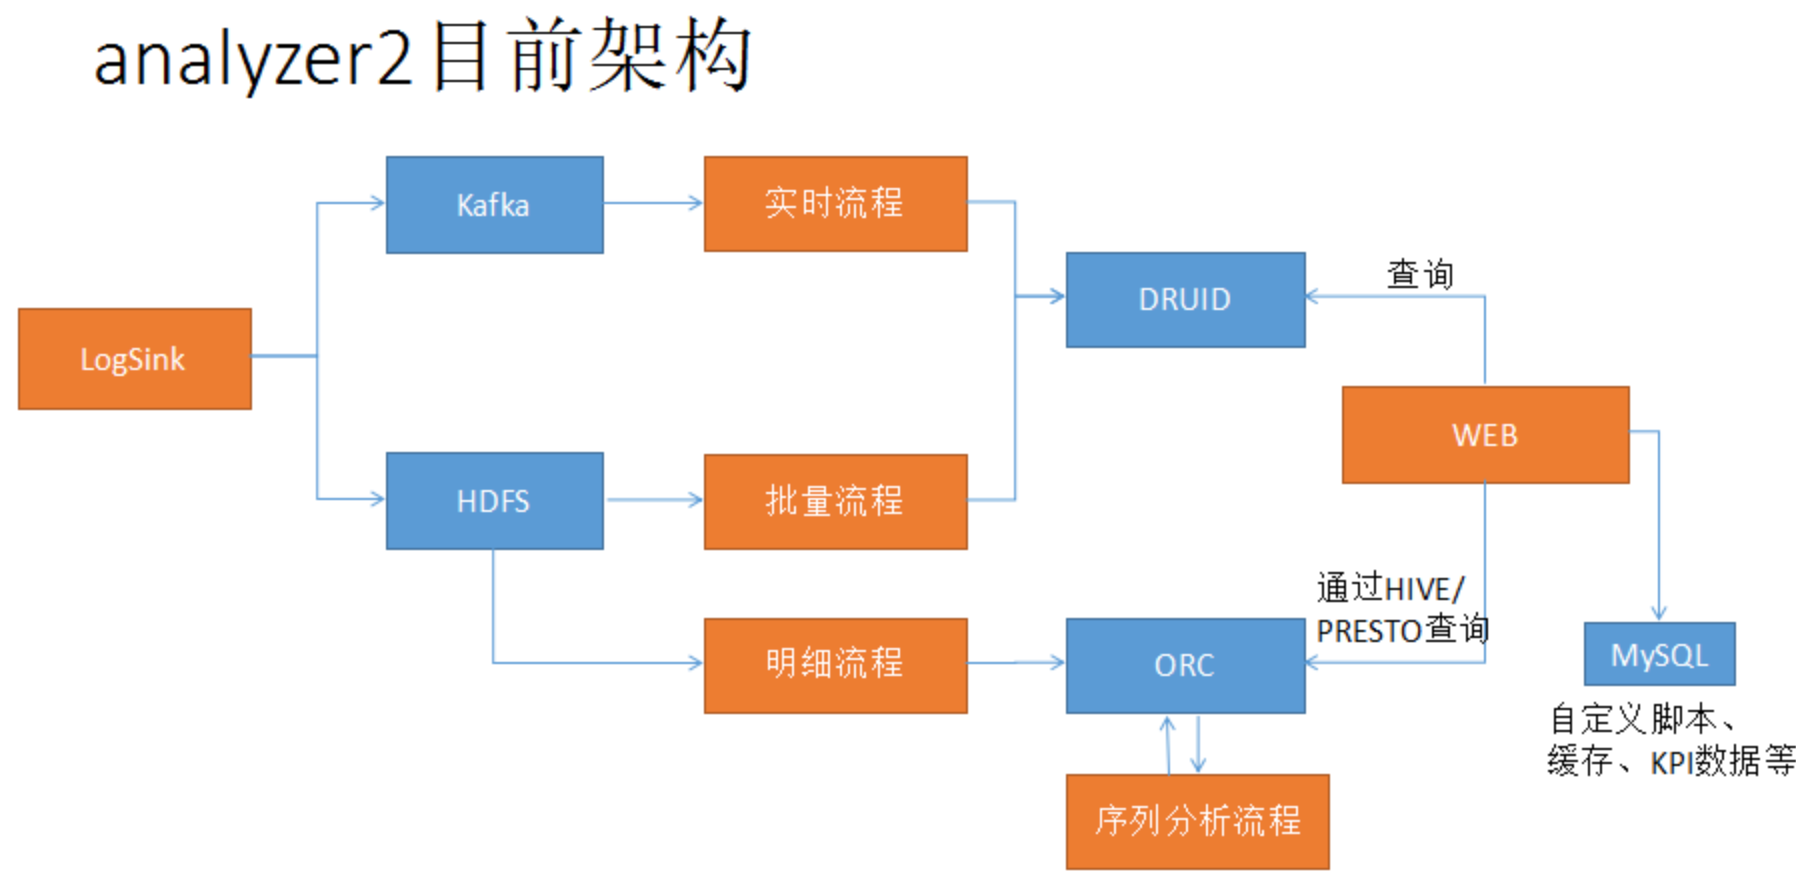 analyzer2目前架构
Kafka
实时流程
DRUID
查询
LogSink
WEB
HDFS
批量流程
通过HIVE/
PRESTO查询
明细流程
ORC
MySQL
自定义脚本、
缓存、KPI数据等
序列分析流程